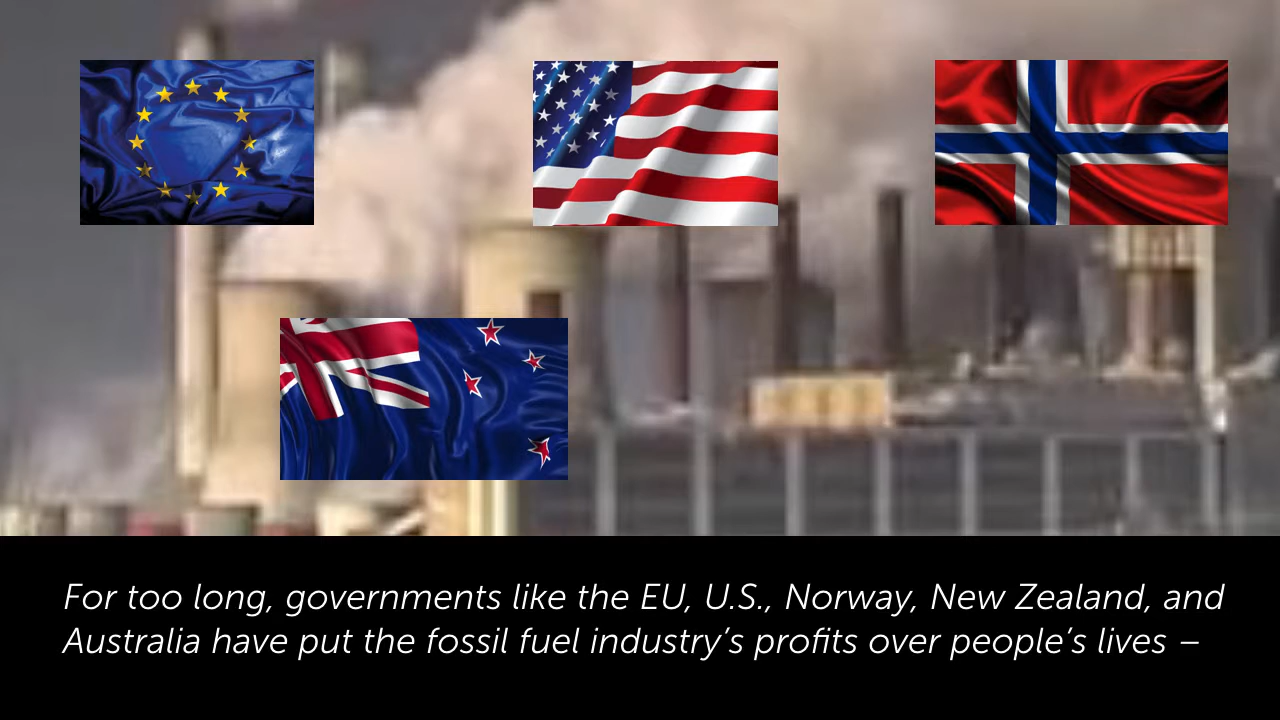 For too long, governments like the EU, U.S., Norway, New Zealand, and
Australia have put the fossil fuel industry’s profits over people’s lives –